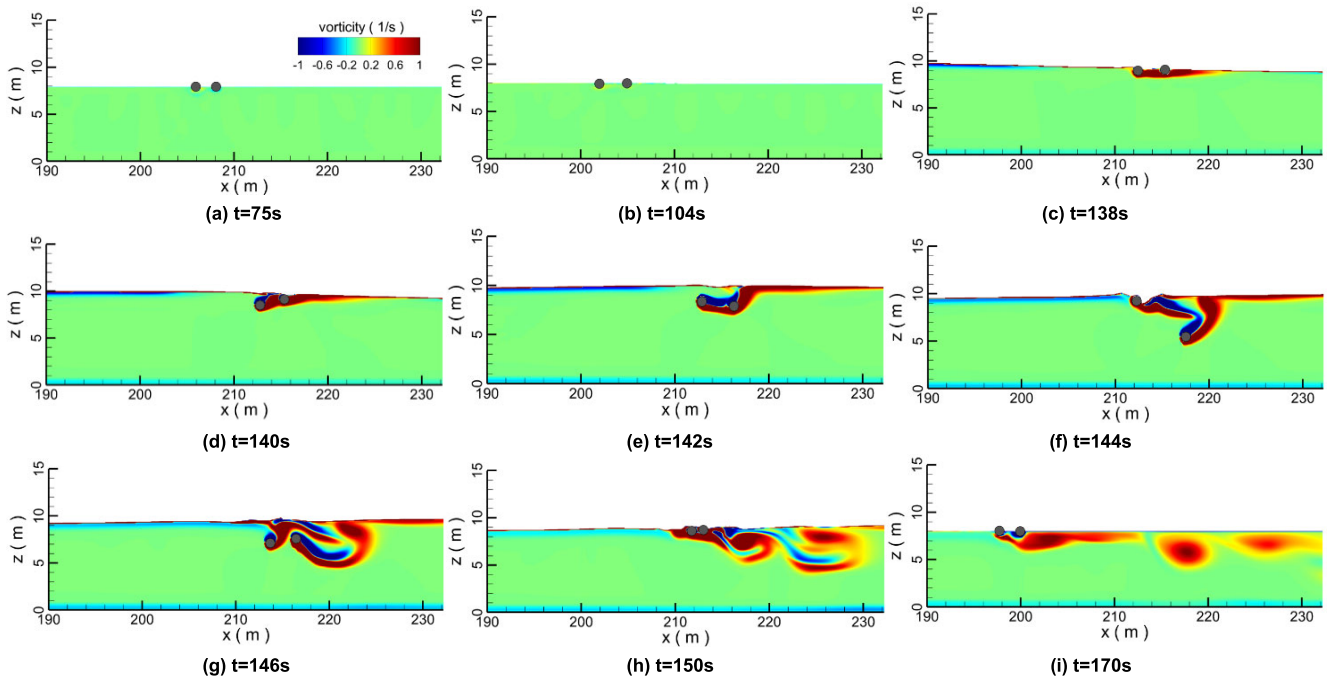 vorticity ( 1/s )
-1 -0.6 -0.2 0.2 0.6 1
15
10
5
0
z ( m )
190 200 210 220 230
x ( m )
(a) t=75s
15
10
5
0
z ( m )
190 200 210 220 230
x ( m )
(b) t=104s
15
10
5
0
z ( m )
190 200 210 220 230
x ( m )
(c) t=138s
15
10
5
0
z ( m )
190 200 210 220 230
x ( m )
(d) t=140s
15
10
5
0
z ( m )
190 200 210 220 230
x ( m )
(e) t=142s
15
10
5
0
z ( m )
190 200 210 220 230
x ( m )
(f) t=144s
15
10
5
0
z ( m )
190 200 210 220 230
x ( m )
(g) t=146s
15
10
5
0
z ( m )
190 200 210 220 230
x ( m )
(h) t=150s
15
10
5
0
z ( m )
190 200 210 220 230
x ( m )
(i) t=170s